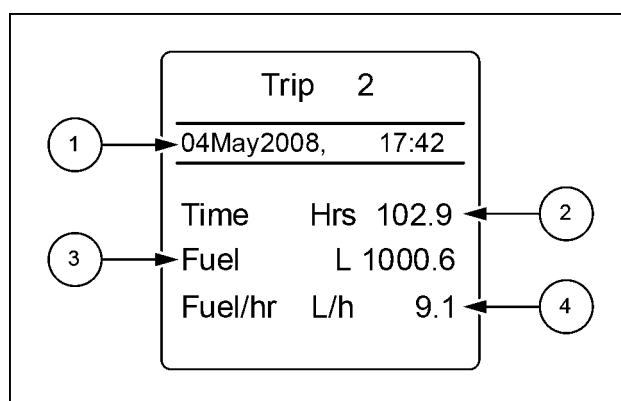 Trip 2
1 04May2008, 17:42
Time Hrs 102.9 2
3 Fuel L 1000.6
Fuel/hr L/h 9.1 4